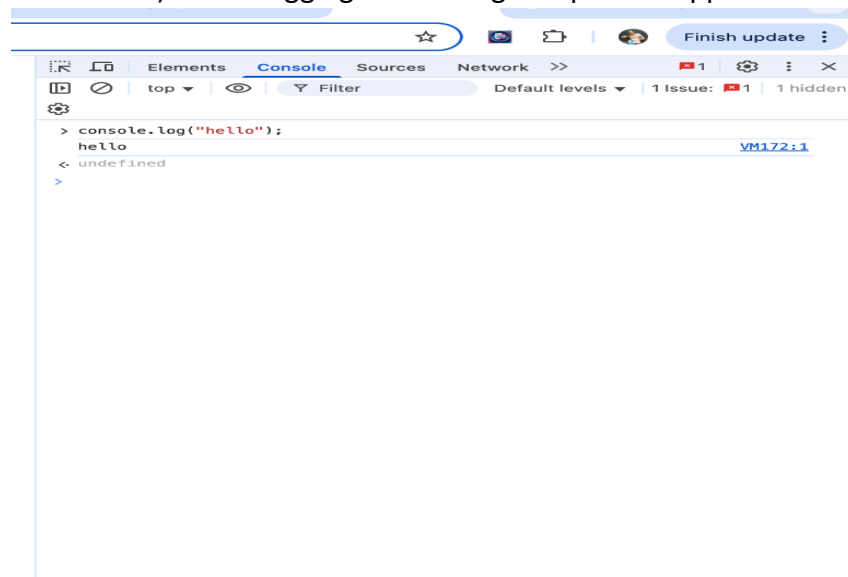 Finish update
Elements Console Sources Network >> 1
top Filter Default levels 1 Issue: 1 1 hidden
> console.log("hello");
hello VM172:1
undefined
>